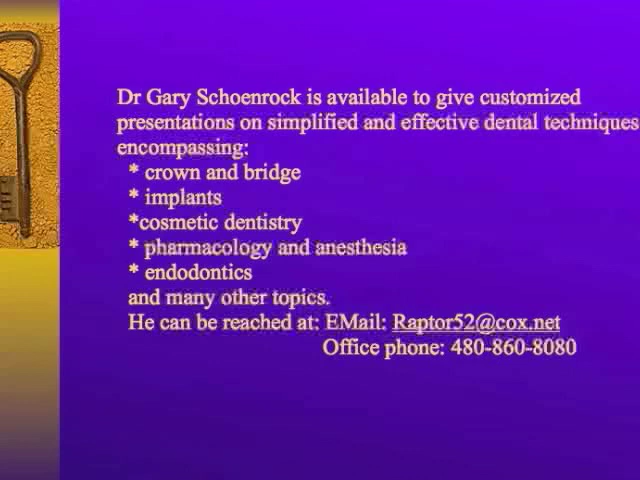 Dr Gary Schoenrock is available to give customized
presentations on simplified and effective dental techniques
encompassing:
* crown and bridge
* implants
*cosmetic dentistry
* pharmacology and anesthesia
* endodontics
and many other topics.
He can be reached at: EMail: Raptor52@cox.net
Office phone: 480-860-8080